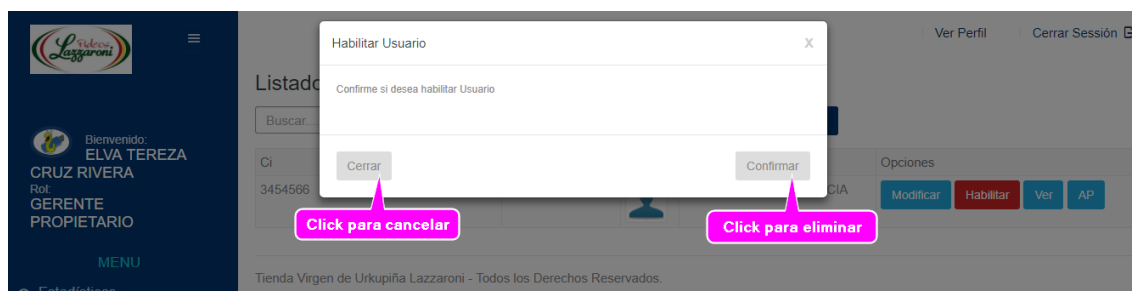 Fideos
Lazzaroni
Habilitar Usuario
X
Ver Perfil
Cerrar Sessión
Listado
Confirme si desea habilitar Usuario
Buscar...
Bienvenido:
ELVA TEREZA
CRUZ RIVERA
Rol:
GERENTE
PROPIETARIO
Cerrar
Confirmar
Ci
Opciones
3454566
CIA
Modificar
Habilitar
Ver
AP
Click para cancelar
Click para eliminar
MENU
Tienda Virgen de Urkupiña Lazzaroni - Todos los Derechos Reservados.
Estadísticas